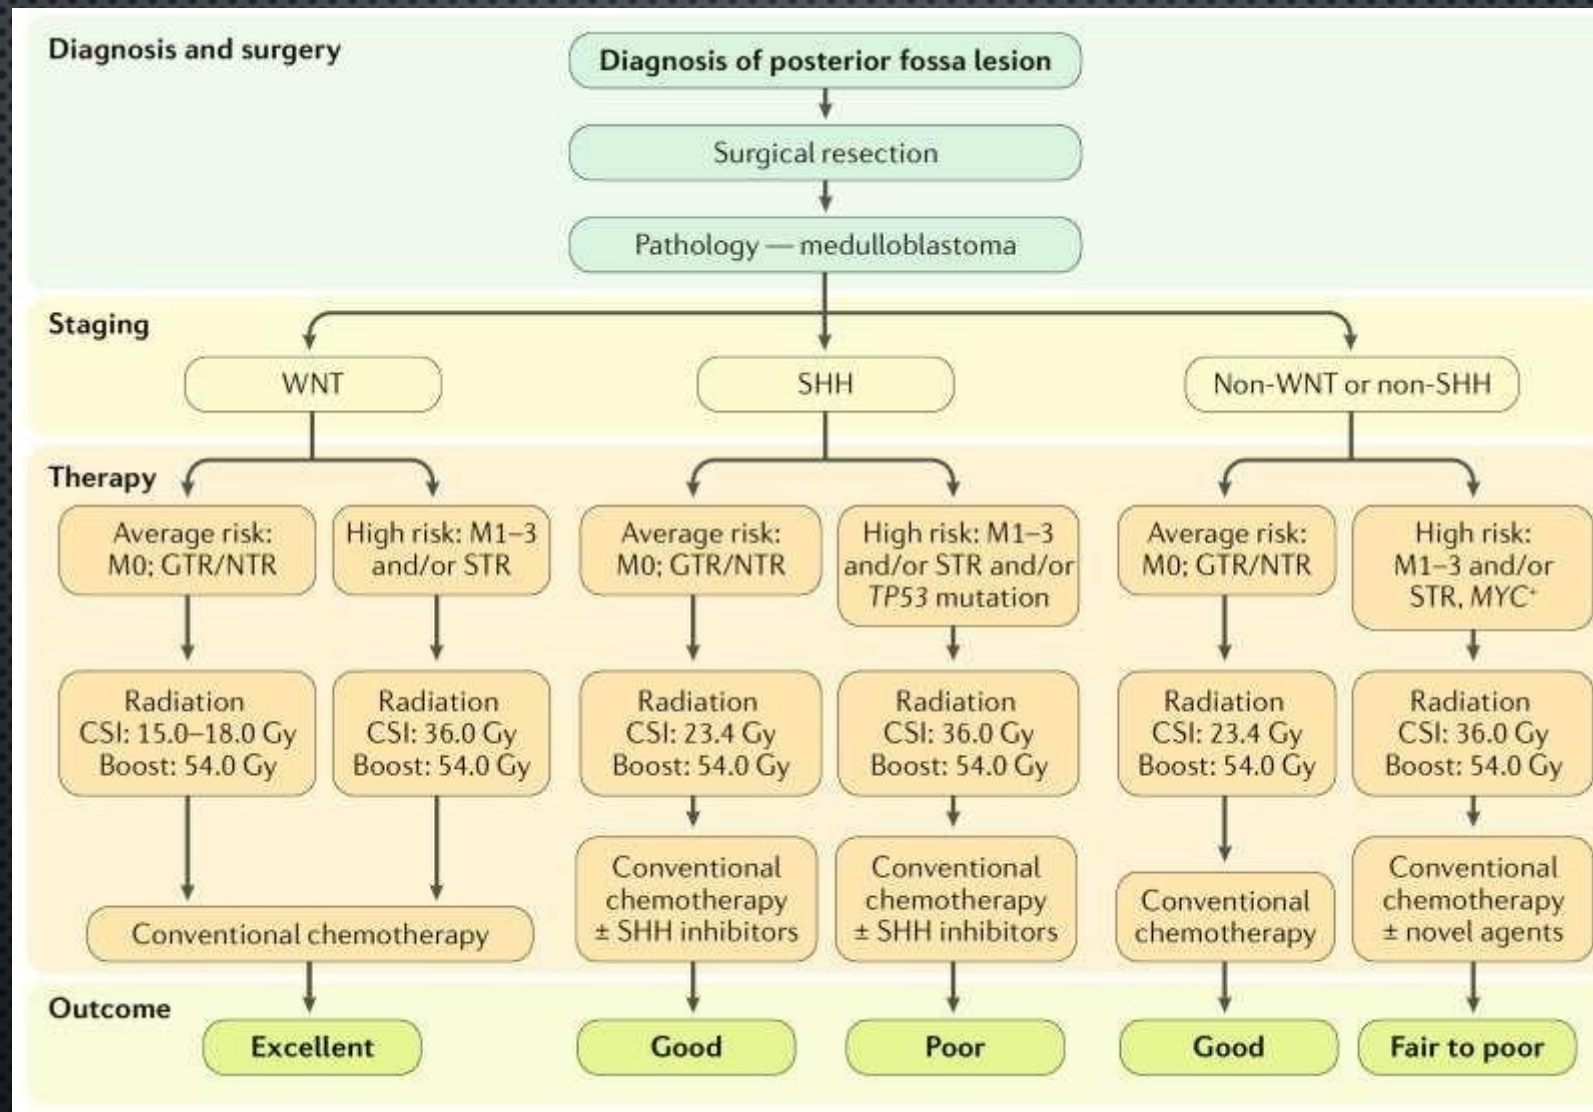 Diagnosis and surgery
Diagnosis of posterior fossa lesion
Surgical resection
Pathology — medulloblastoma
Staging
WNT
SHH
Non-WNT or non-SHH
Therapy
Average risk:
M0; GTR/NTR
High risk: M1–3
and/or STR
Average risk:
M0; GTR/NTR
High risk: M1–3
and/or STR and/or
TP53 mutation
Average risk:
M0; GTR/NTR
High risk:
M1–3 and/or
STR, MYC⁺
Radiation
CSI: 15.0–18.0 Gy
Boost: 54.0 Gy
Radiation
CSI: 36.0 Gy
Boost: 54.0 Gy
Radiation
CSI: 23.4 Gy
Boost: 54.0 Gy
Radiation
CSI: 36.0 Gy
Boost: 54.0 Gy
Radiation
CSI: 23.4 Gy
Boost: 54.0 Gy
Radiation
CSI: 36.0 Gy
Boost: 54.0 Gy
Conventional chemotherapy
Conventional
chemotherapy
± SHH inhibitors
Conventional
chemotherapy
± SHH inhibitors
Conventional
chemotherapy
Conventional
chemotherapy
± novel agents
Outcome
Excellent
Good
Poor
Good
Fair to poor